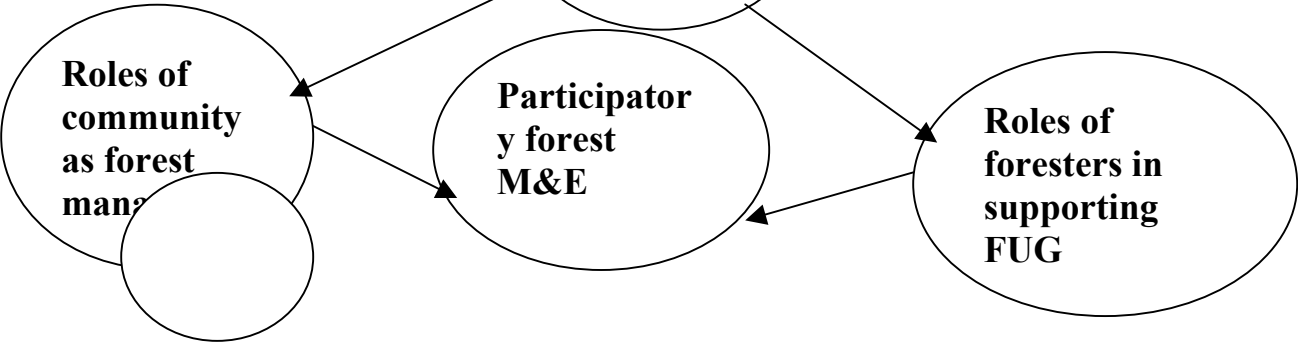 Roles of
community
as forest
Participator
y forest
M&E
Roles of
foresters in
supporting
FUG